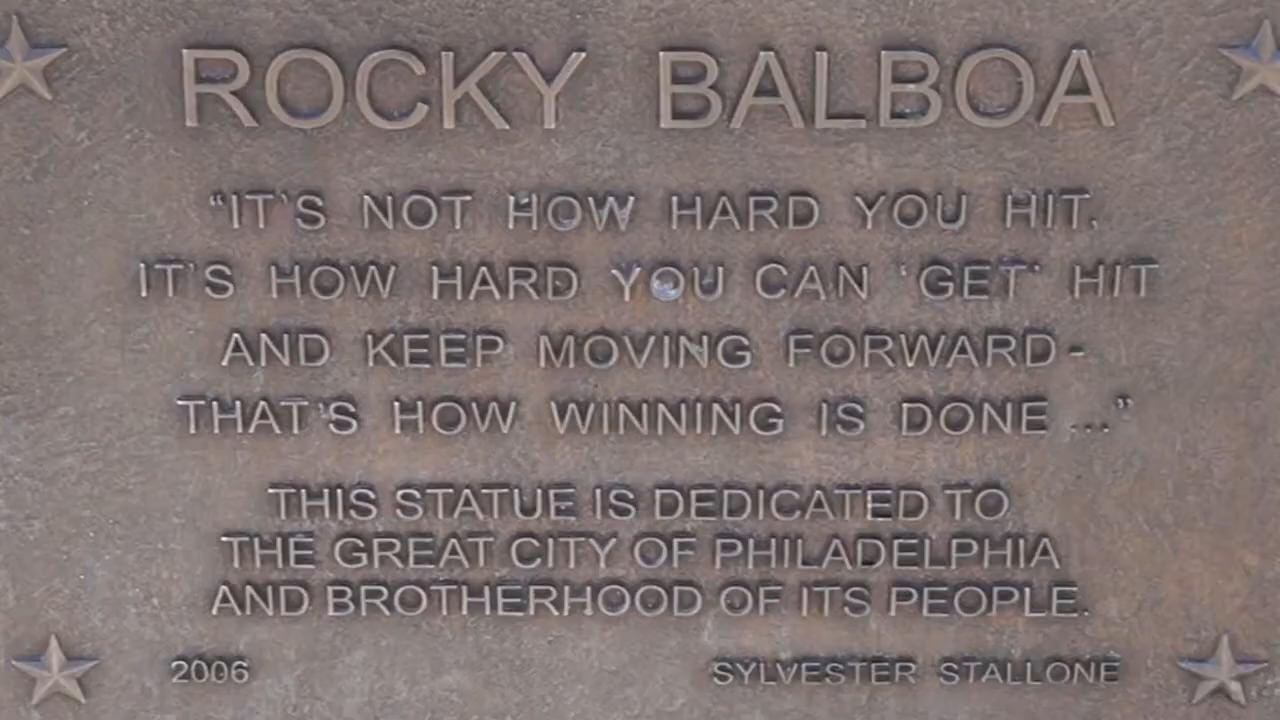 ROCKY BALBOA
“IT'S NOT HOW HARD YOU HIT,
IT'S HOW HARD YOU CAN 'GET' HIT
AND KEEP MOVING FORWARD-
THAT'S HOW WINNING IS DONE ...”
THIS STATUE IS DEDICATED TO
THE GREAT CITY OF PHILADELPHIA
AND BROTHERHOOD OF ITS PEOPLE.
2006 SYLVESTER STALLONE